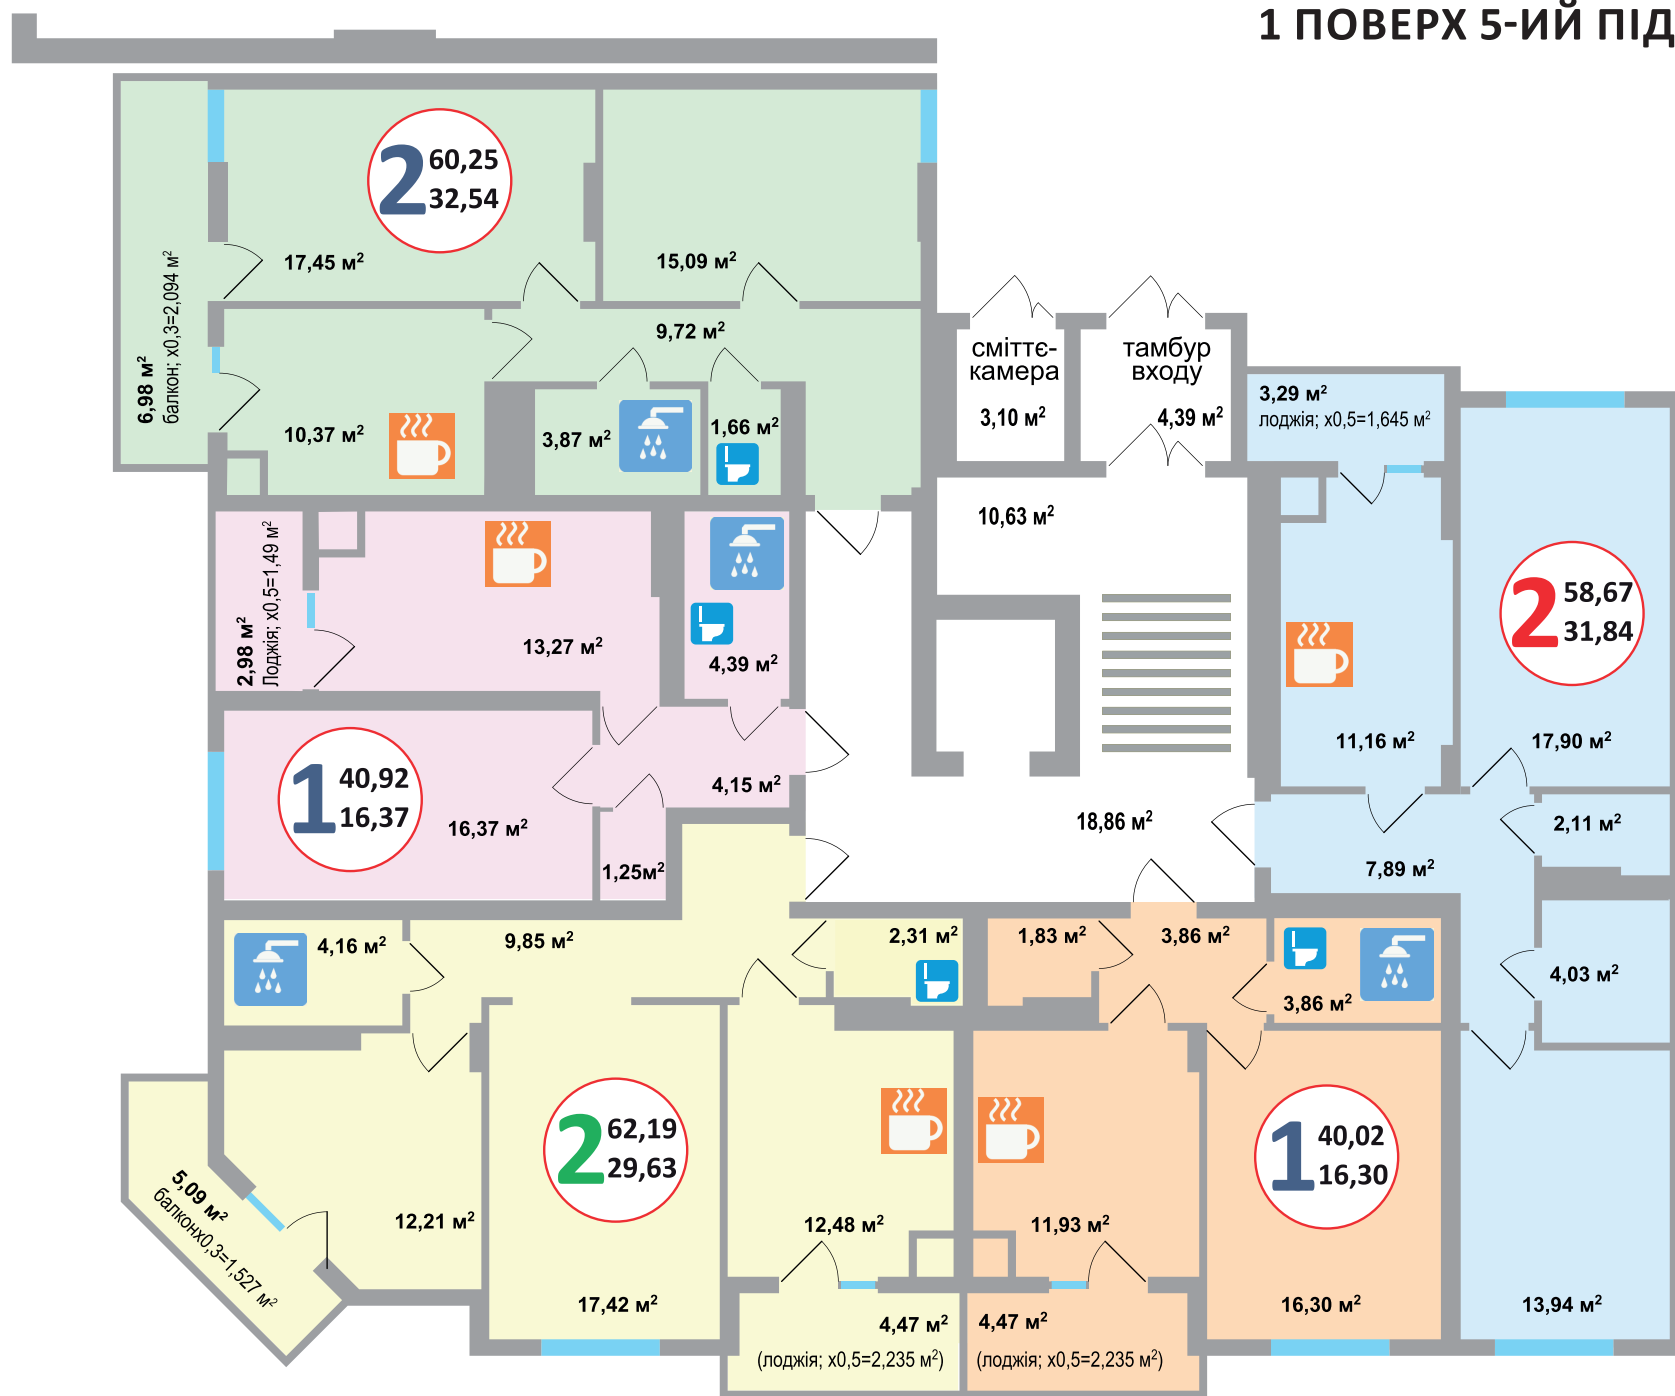 1 ПОВЕРХ 5-ИЙ ПІД
2
60,25
32,54
17,45 м²
15,09 м²
6,98 м²
балкон; х0,3=2,094 м²
9,72 м²
10,37 м²
3,87 м²
1,66 м²
сміттє-
камера
3,10 м²
тамбур
входу
4,39 м²
3,29 м²
лоджія; х0,5=1,645 м²
10,63 м²
2,98 м²
Лоджія; х0,5=1,49 м²
13,27 м²
4,39 м²
2
58,67
31,84
11,16 м²
17,90 м²
1
40,92
16,37
16,37 м²
4,15 м²
1,25м²
18,86 м²
2,11 м²
7,89 м²
4,16 м²
9,85 м²
2,31 м²
1,83 м²
3,86 м²
3,86 м²
4,03 м²
2
62,19
29,63
1
40,02
16,30
5,09 м²
балконх0,3=1,527 м²
12,21 м²
12,48 м²
11,93 м²
17,42 м²
4,47 м²
(лоджія; х0,5=2,235 м²)
4,47 м²
(лоджія; х0,5=2,235 м²)
16,30 м²
13,94 м²